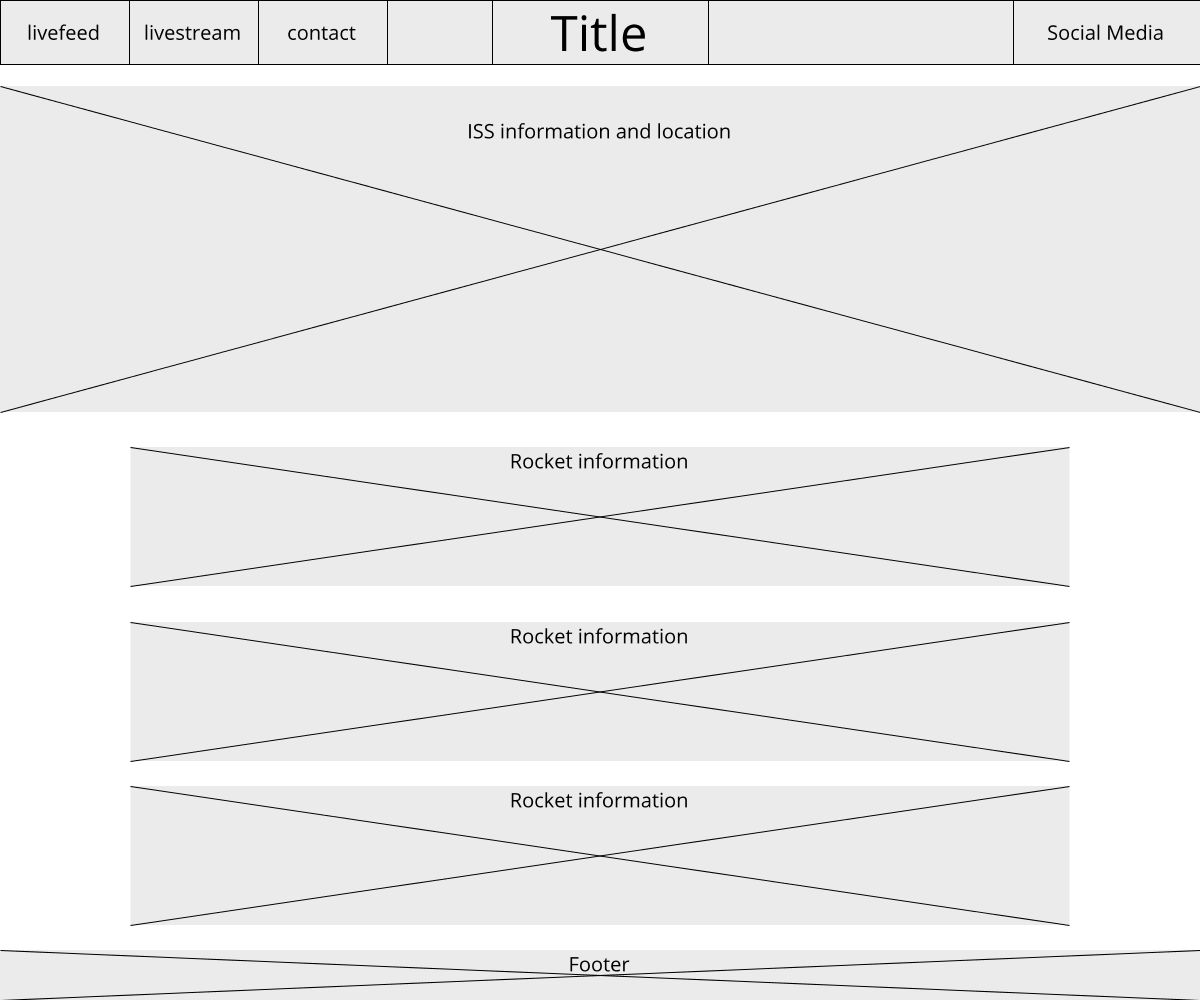 livefeed
livestream
contact
Title
Social Media
ISS information and location
Rocket information
Rocket information
Rocket information
Footer